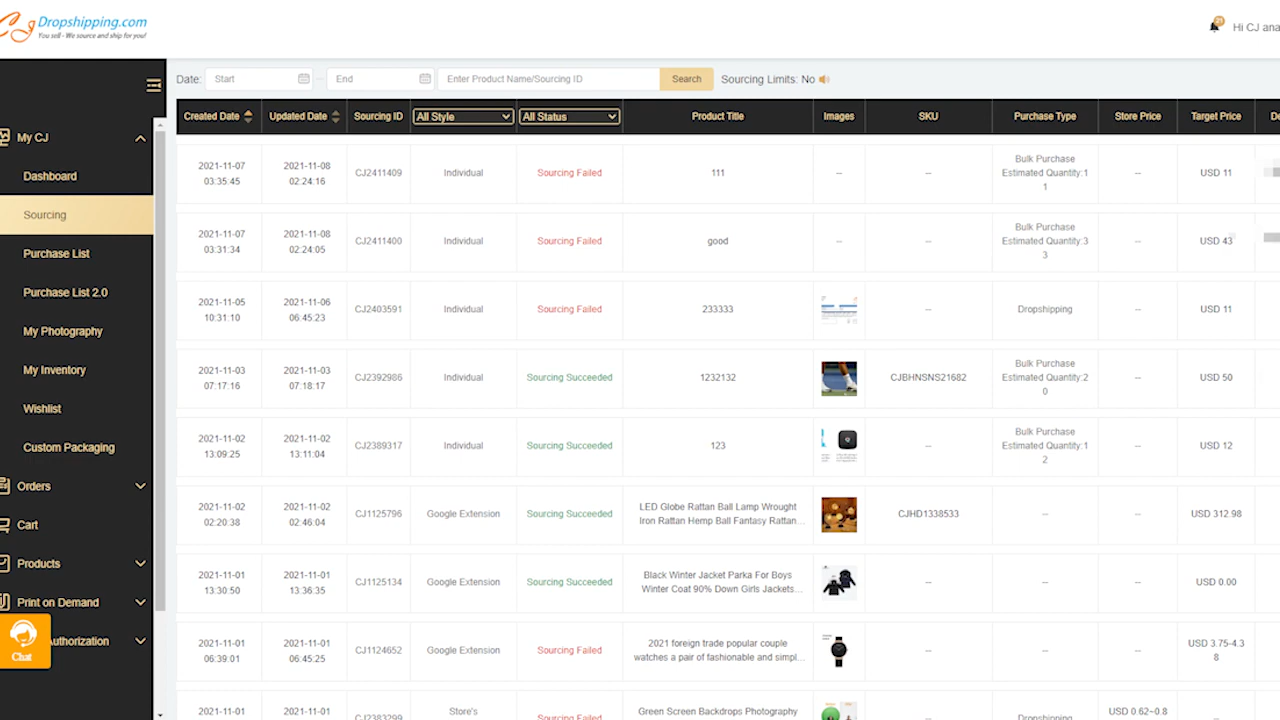 Dropshipping.com
You sell - We source and ship for you!
21
Hi CJ ana
Date: Start End Enter Product Name/Sourcing ID Search Sourcing Limits: No
My CJ
Dashboard
Sourcing
Purchase List
Purchase List 2.0
My Photography
My Inventory
Wishlist
Custom Packaging
Orders
Cart
Products
Print on Demand
Authorization
Chat
Created Date Updated Date Sourcing ID All Style All Status Product Title Images SKU Purchase Type Store Price Target Price De
2021-11-07 03:35:45 2021-11-08 02:24:16 CJ2411409 Individual Sourcing Failed 111 -- -- Bulk Purchase Estimated Quantity:11 -- USD 11
2021-11-07 03:31:34 2021-11-08 02:24:05 CJ2411400 Individual Sourcing Failed good -- -- Bulk Purchase Estimated Quantity:33 -- USD 43
2021-11-05 10:31:10 2021-11-06 06:45:23 CJ2403591 Individual Sourcing Failed 233333 -- Dropshipping -- USD 11
2021-11-03 07:17:16 2021-11-03 07:18:17 CJ2392986 Individual Sourcing Succeeded 1232132 CJBHNSNS21682 Bulk Purchase Estimated Quantity:20 -- USD 50
2021-11-02 13:09:25 2021-11-02 13:11:04 CJ2389317 Individual Sourcing Succeeded 123 -- Bulk Purchase Estimated Quantity:12 -- USD 12
2021-11-02 02:20:38 2021-11-02 02:46:04 CJ1125796 Google Extension Sourcing Succeeded LED Globe Rattan Ball Lamp Wrought Iron Rattan Hemp Ball Fantasy Rattan... CJHD1338533 -- -- USD 312.98
2021-11-01 13:30:50 2021-11-01 13:36:35 CJ1125134 Google Extension Sourcing Succeeded Black Winter Jacket Parka For Boys Winter Coat 90% Down Girls Jackets... -- -- -- USD 0.00
2021-11-01 06:39:01 2021-11-01 06:45:25 CJ1124652 Google Extension Sourcing Failed 2021 foreign trade popular couple watches a pair of fashionable and simpl... -- -- -- USD 3.75-4.38
2021-11-01 2021-11-01 CJ2383299 Store's Sourcing Failed Green Screen Backdrops Photography -- Dropshipping USD 0.62~0.8 --